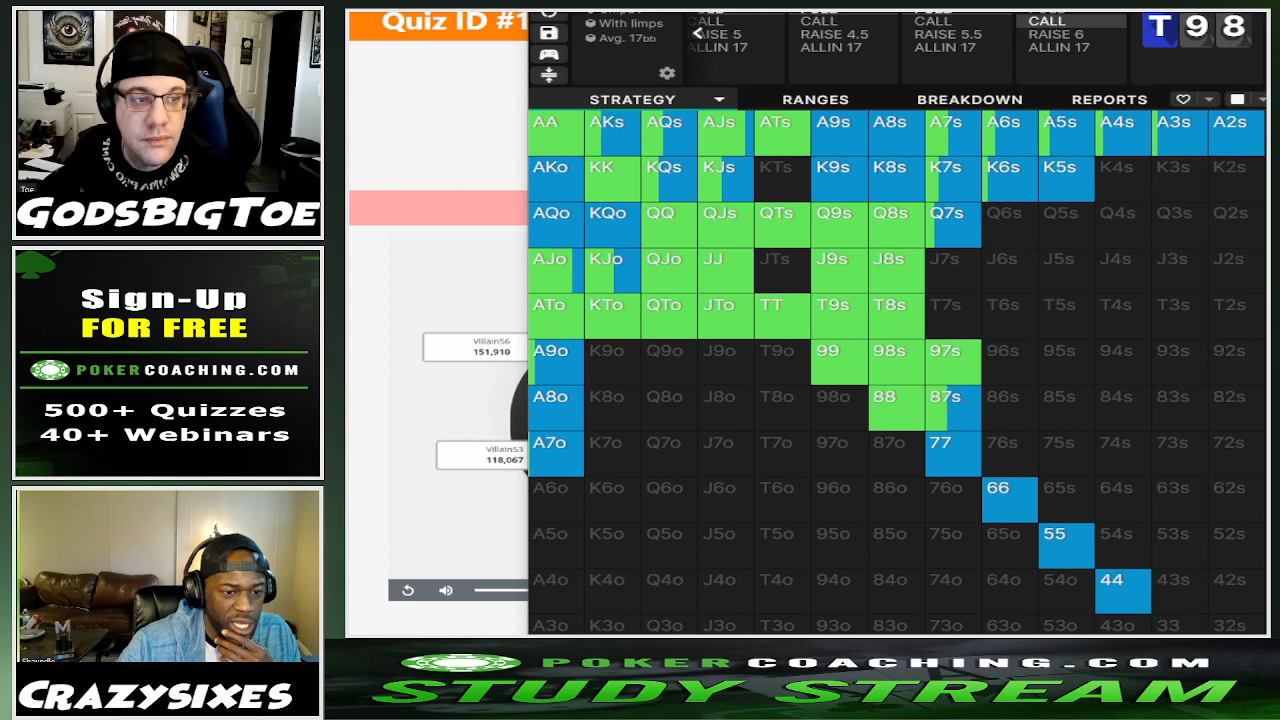 Toe
GODSBIGTOE
Sign-Up
FOR FREE
POKERCOACHING.COM
500+ Quizzes
40+ Webinars
CRAZYSIXES
Quiz ID #1
Villain56
151,910
Villain53
118,067
With limps
Avg. 17bb
CALL
RAISE 5
ALLIN 17
CALL
RAISE 4.5
ALLIN 17
CALL
RAISE 5.5
ALLIN 17
CALL
RAISE 6
ALLIN 17
T 9 8
STRATEGY RANGES BREAKDOWN REPORTS
AA AKs AQs AJs ATs A9s A8s A7s A6s A5s A4s A3s A2s
AKo KK KQs KJs KTs K9s K8s K7s K6s K5s K4s K3s K2s
AQo KQo QQ QJs QTs Q9s Q8s Q7s Q6s Q5s Q4s Q3s Q2s
AJo KJo QJo JJ JTs J9s J8s J7s J6s J5s J4s J3s J2s
ATo KTo QTo JTo TT T9s T8s T7s T6s T5s T4s T3s T2s
A9o K9o Q9o J9o T9o 99 98s 97s 96s 95s 94s 93s 92s
A8o K8o Q8o J8o T8o 98o 88 87s 86s 85s 84s 83s 82s
A7o K7o Q7o J7o T7o 97o 87o 77 76s 75s 74s 73s 72s
A6o K6o Q6o J6o T6o 96o 86o 76o 66 65s 64s 63s 62s
A5o K5o Q5o J5o T5o 95o 85o 75o 65o 55 54s 53s 52s
A4o K4o Q4o J4o T4o 94o 84o 74o 64o 54o 44 43s 42s
A3o K3o Q3o J3o T3o 93o 83o 73o 63o 53o 43o 33 32s
POKERCOACHING.COM
STUDY STREAM